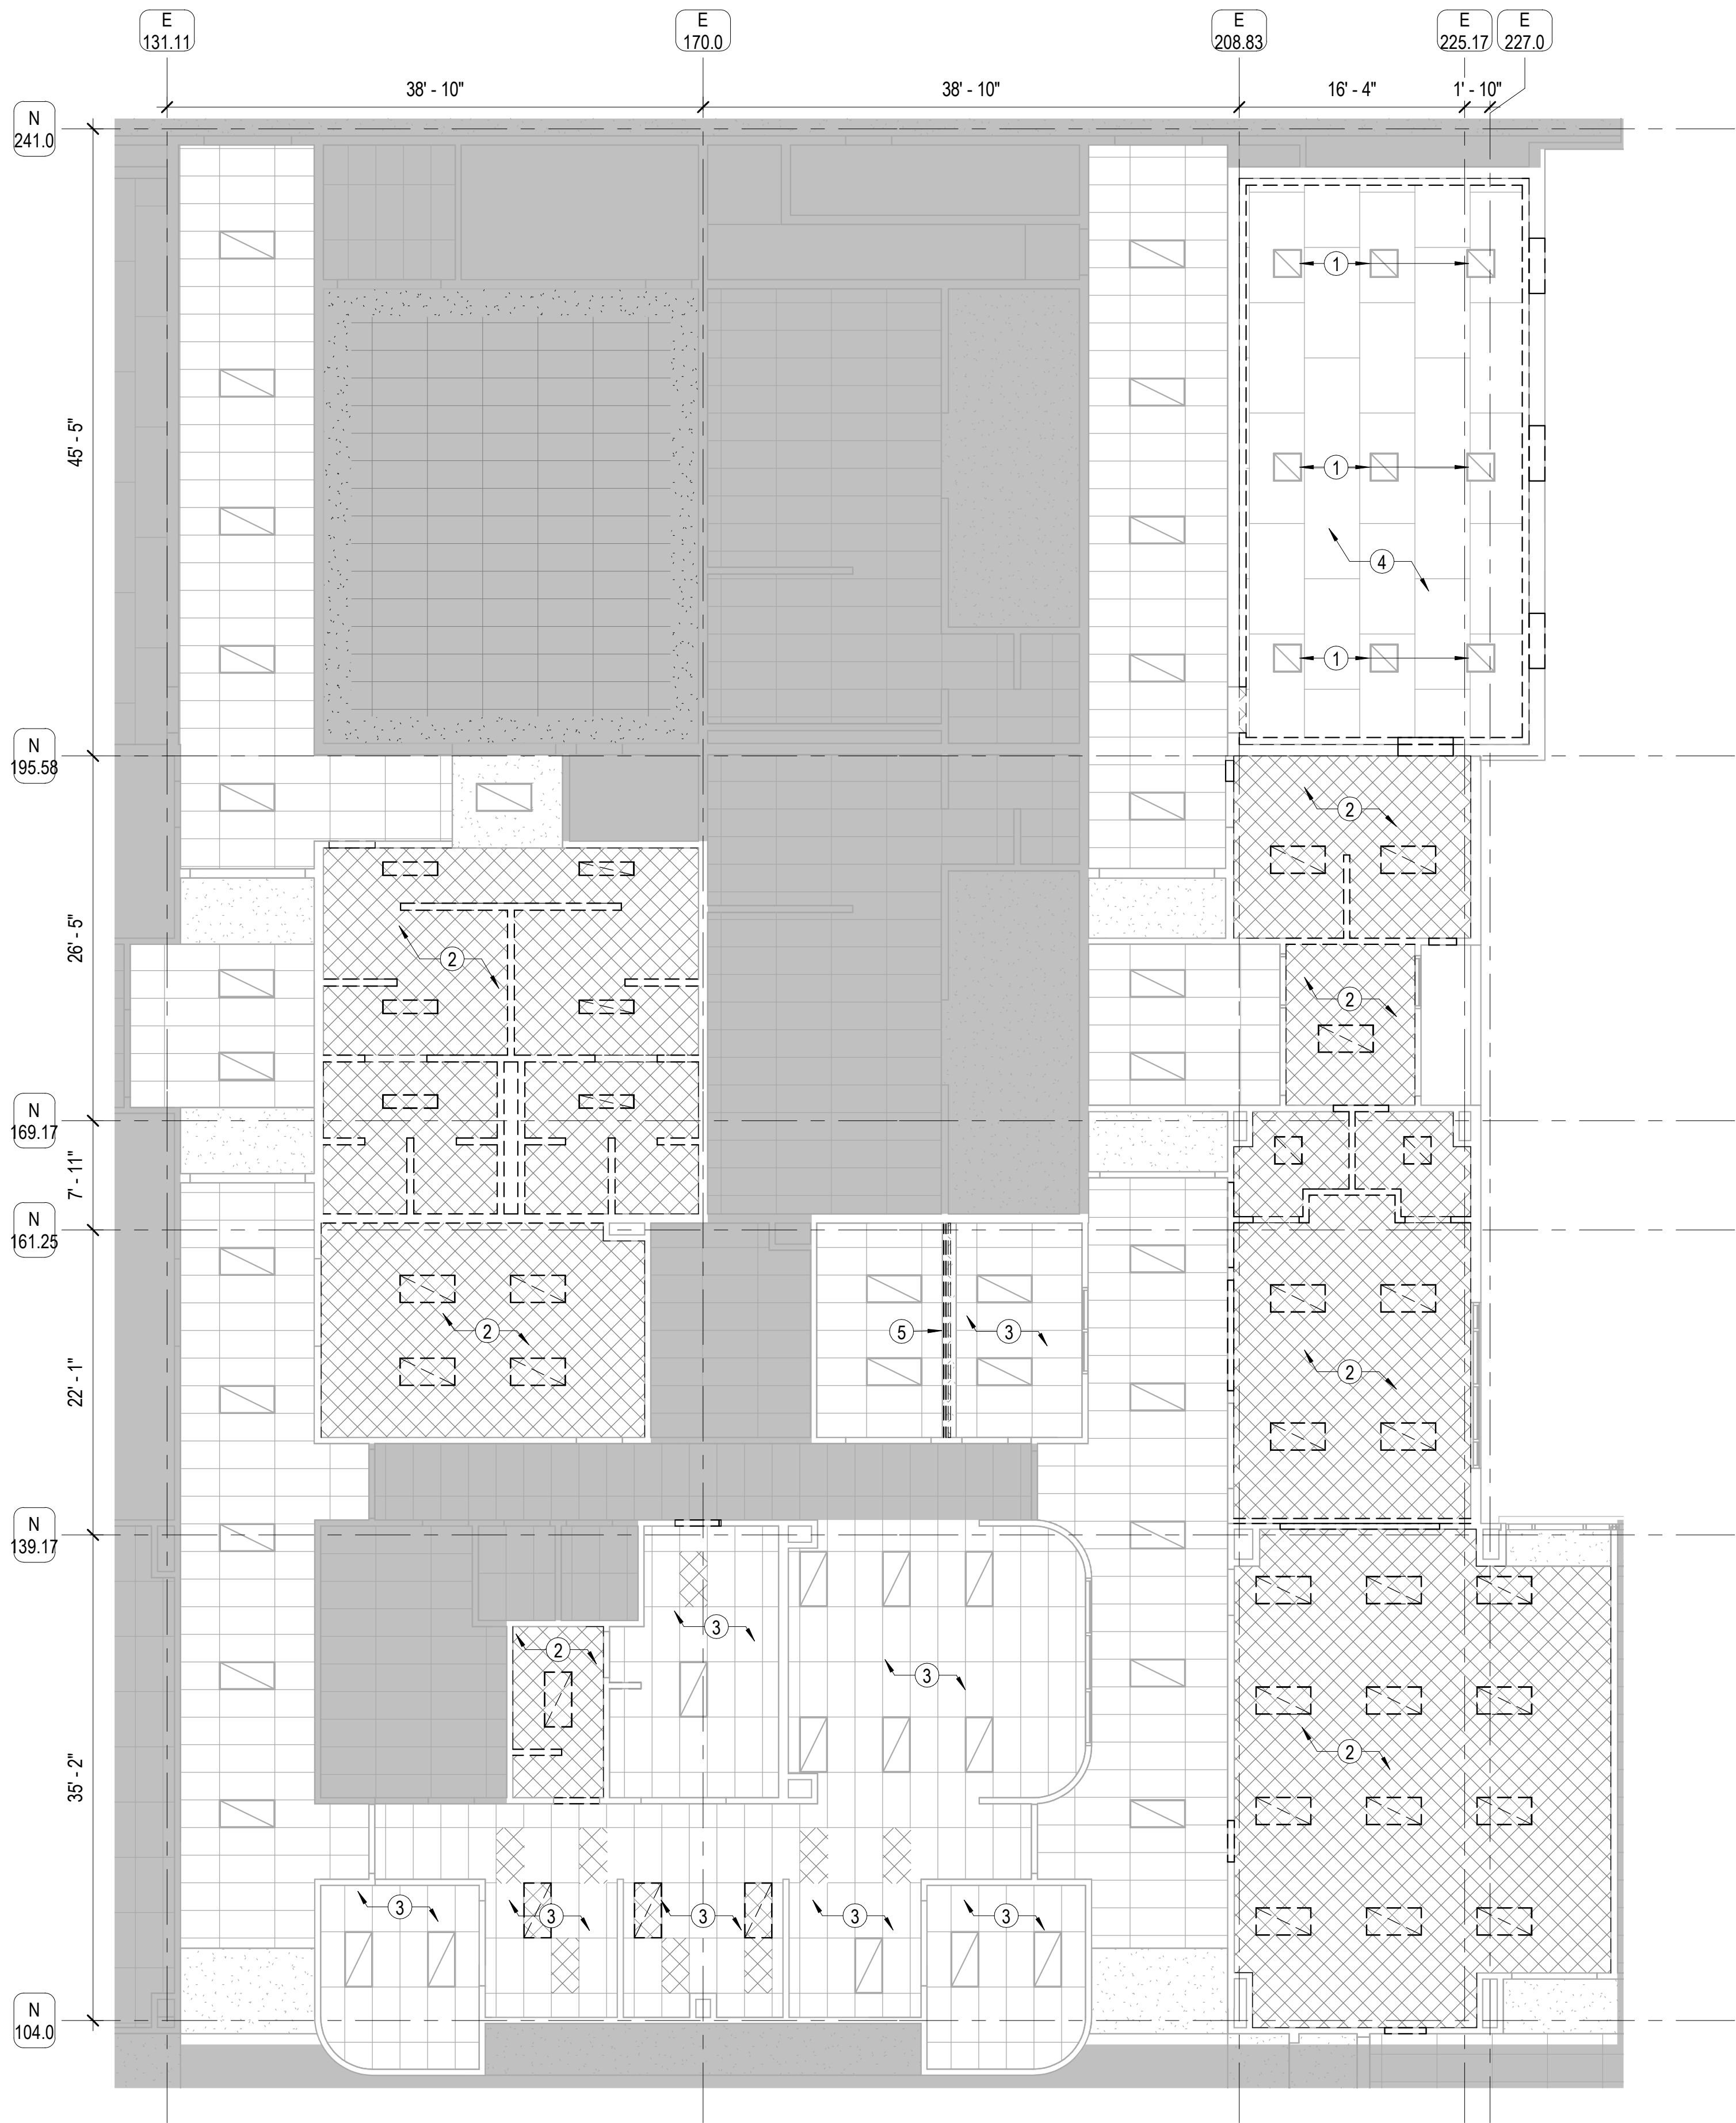 E
131.11
E
170.0
E
208.83
E
225.17
E
227.0
38' - 10"
38' - 10"
16' - 4"
1' - 10"
N
241.0
1
45' - 5"
1
4
1
N
195.58
2
26' - 5"
2
2
N
169.17
7' - 11"
N
161.25
2
5
3
22' - 1"
2
N
139.17
3
2
3
35' - 2"
2
3
3
3
3
3
N
104.0